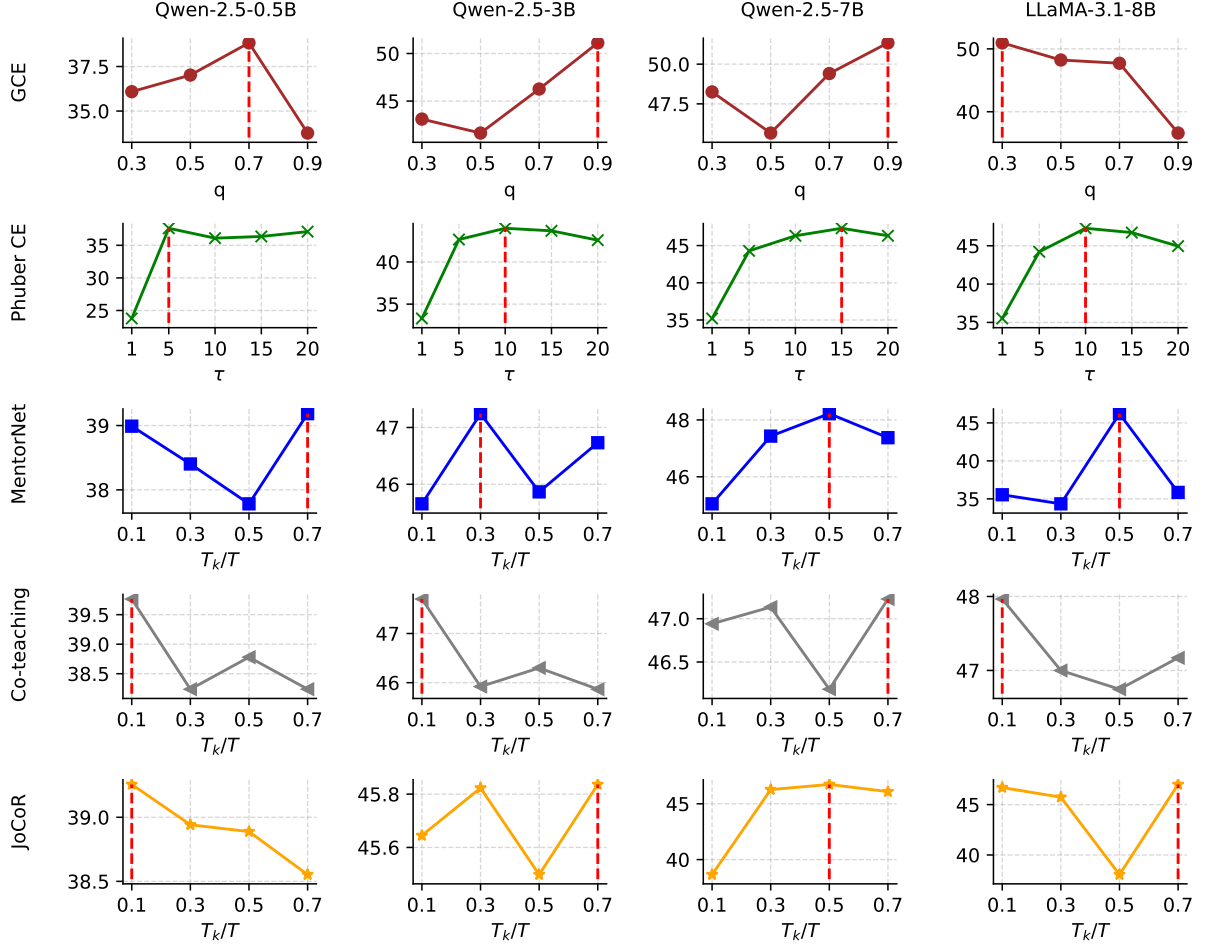 Qwen-2.5-0.5B Qwen-2.5-3B Qwen-2.5-7B LLaMA-3.1-8B
GCE
37.5
35.0
0.3 0.5 0.7 0.9
q
50
45
0.3 0.5 0.7 0.9
q
50.0
47.5
0.3 0.5 0.7 0.9
q
50
40
0.3 0.5 0.7 0.9
q
Phuber CE
35
30
25
1 5 10 15 20
τ
40
35
1 5 10 15 20
τ
45
40
35
1 5 10 15 20
τ
45
40
35
1 5 10 15 20
τ
MentorNet
39
38
0.1 0.3 0.5 0.7
T_k/T
47
46
0.1 0.3 0.5 0.7
T_k/T
48
46
0.1 0.3 0.5 0.7
T_k/T
45
40
35
0.1 0.3 0.5 0.7
T_k/T
Co-teaching
39.5
39.0
38.5
0.1 0.3 0.5 0.7
T_k/T
47
46
0.1 0.3 0.5 0.7
T_k/T
47.0
46.5
0.1 0.3 0.5 0.7
T_k/T
48
47
0.1 0.3 0.5 0.7
T_k/T
JoCoR
39.0
38.5
0.1 0.3 0.5 0.7
T_k/T
45.8
45.6
0.1 0.3 0.5 0.7
T_k/T
45
40
0.1 0.3 0.5 0.7
T_k/T
45
40
0.1 0.3 0.5 0.7
T_k/T